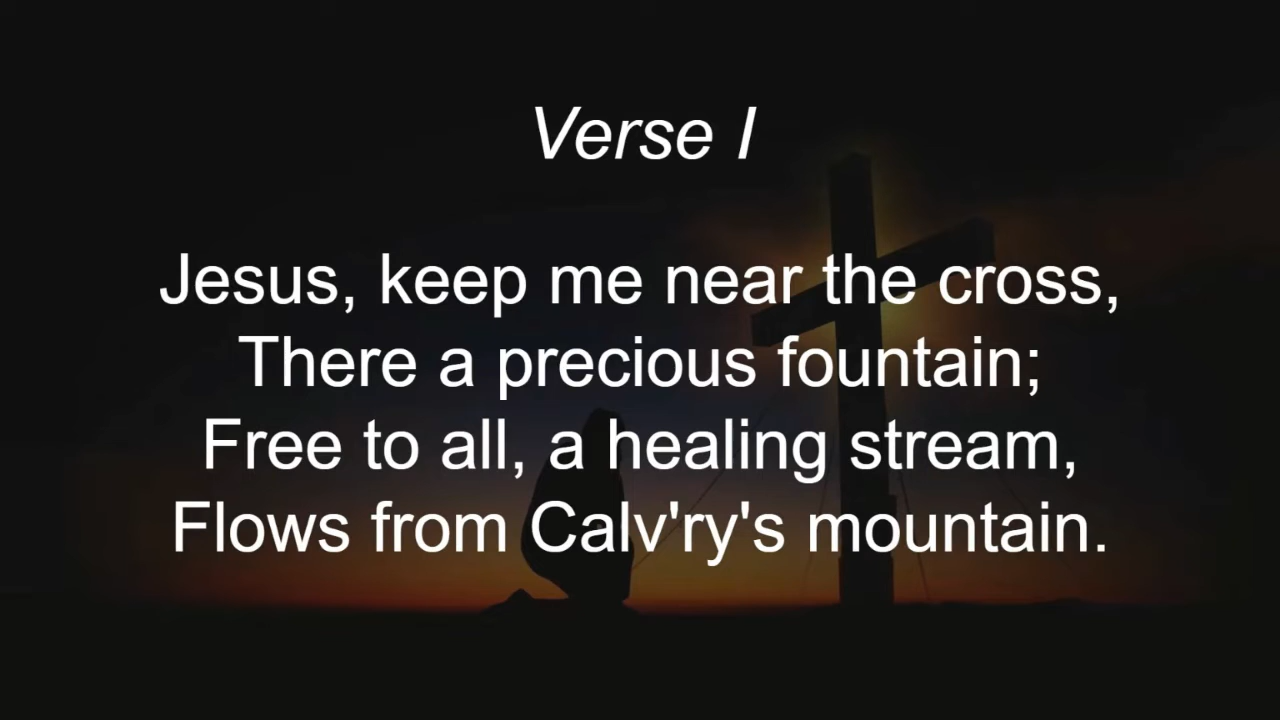 Verse I
Jesus, keep me near the cross,
There a precious fountain;
Free to all, a healing stream,
Flows from Calv'ry's mountain.